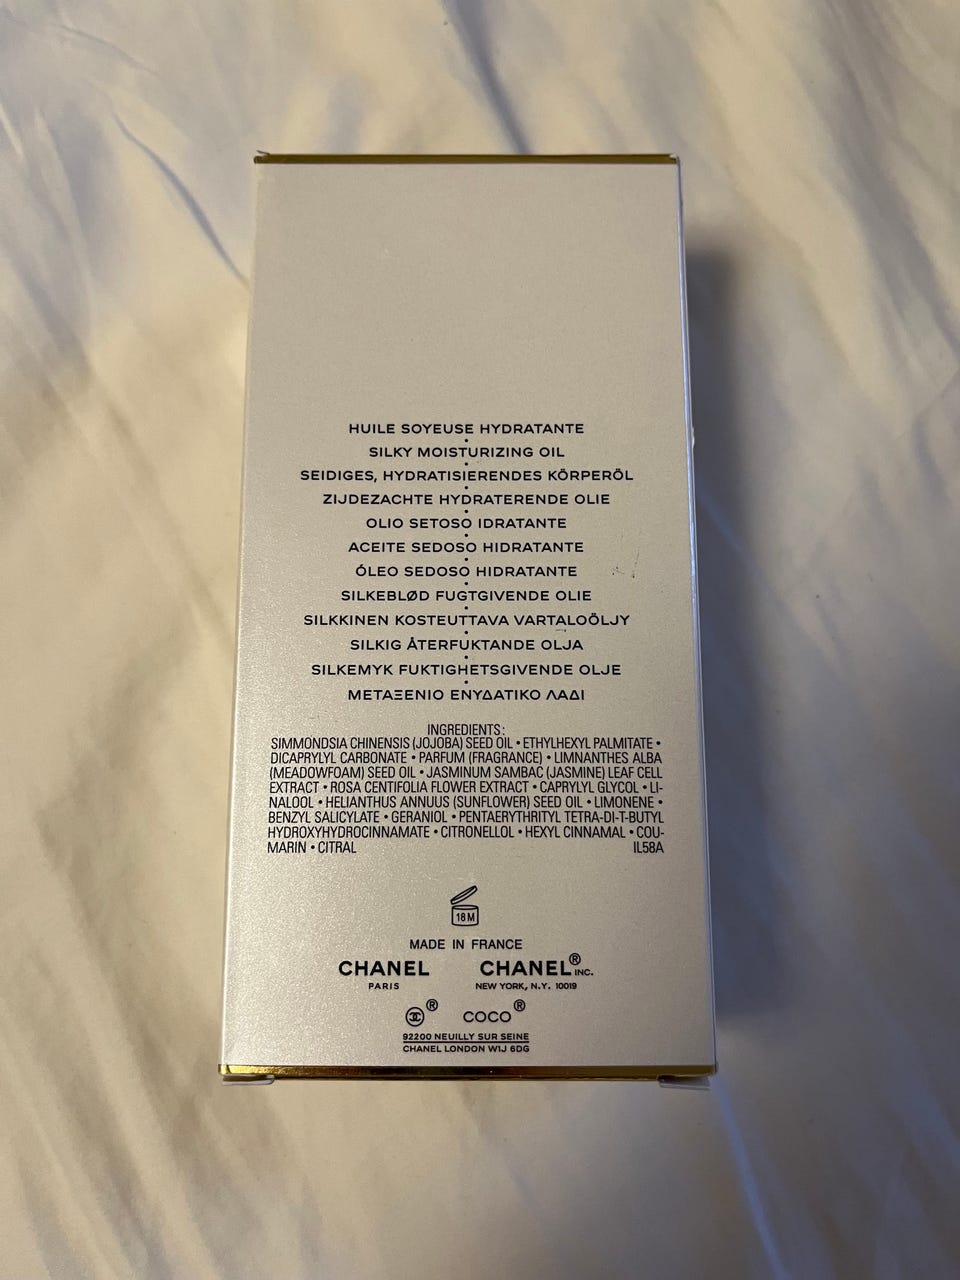 HUILE SOYEUSE HYDRATANTE
•
SILKY MOISTURIZING OIL
•
SEIDIGES, HYDRATISIERENDES KÖRPERÖL
•
ZIJDEZACHTE HYDRATERENDE OLIE
•
OLIO SETOSO IDRATANTE
•
ACEITE SEDOSO HIDRATANTE
•
ÓLEO SEDOSO HIDRATANTE
•
SILKEBLØD FUGTGIVENDE OLIE
•
SILKKINEN KOSTEUTTAVA VARTALOÖLJY
•
SILKIG ÅTERFUKTANDE OLJA
•
SILKEMYK FUKTIGHETSGIVENDE OLJE
•
ΜΕΤΑΞΕΝΙΟ ΕΝΥΔΑΤΙΚΟ ΛΑΔΙ
INGREDIENTS:
SIMMONDSIA CHINENSIS (JOJOBA) SEED OIL • ETHYLHEXYL PALMITATE •
DICAPRYLYL CARBONATE • PARFUM (FRAGRANCE) • LIMNANTHES ALBA
(MEADOWFOAM) SEED OIL • JASMINUM SAMBAC (JASMINE) LEAF CELL
EXTRACT • ROSA CENTIFOLIA FLOWER EXTRACT • CAPRYLYL GLYCOL • LI-
NALOOL • HELIANTHUS ANNUUS (SUNFLOWER) SEED OIL • LIMONENE •
BENZYL SALICYLATE • GERANIOL • PENTAERYTHRITYL TETRA-DI-T-BUTYL
HYDROXYHYDROCINNAMATE • CITRONELLOL • HEXYL CINNAMAL • COU-
MARIN • CITRAL IL58A
18 M
MADE IN FRANCE
CHANEL CHANEL® INC.
PARIS NEW YORK, N.Y. 10019
® COCO®
92200 NEUILLY SUR SEINE
CHANEL LONDON W1J 6DG